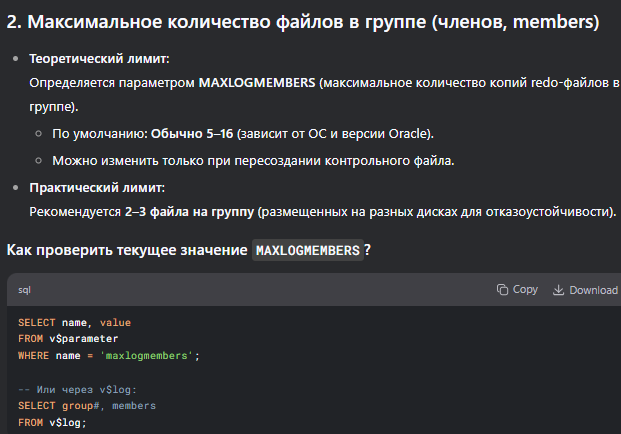 2. Максимальное количество файлов в группе (членов, members)
Теоретический лимит:
Определяется параметром MAXLOGMEMBERS (максимальное количество копий redo-файлов в
группе).
По умолчанию: Обычно 5–16 (зависит от ОС и версии Oracle).
Можно изменить только при пересоздании контрольного файла.
Практический лимит:
Рекомендуется 2–3 файла на группу (размещенных на разных дисках для отказоустойчивости).
Как проверить текущее значение MAXLOGMEMBERS?
sql Copy Download
SELECT name, value
FROM v$parameter
WHERE name = 'maxlogmembers';
-- Или через v$log:
SELECT group#, members
FROM v$log;